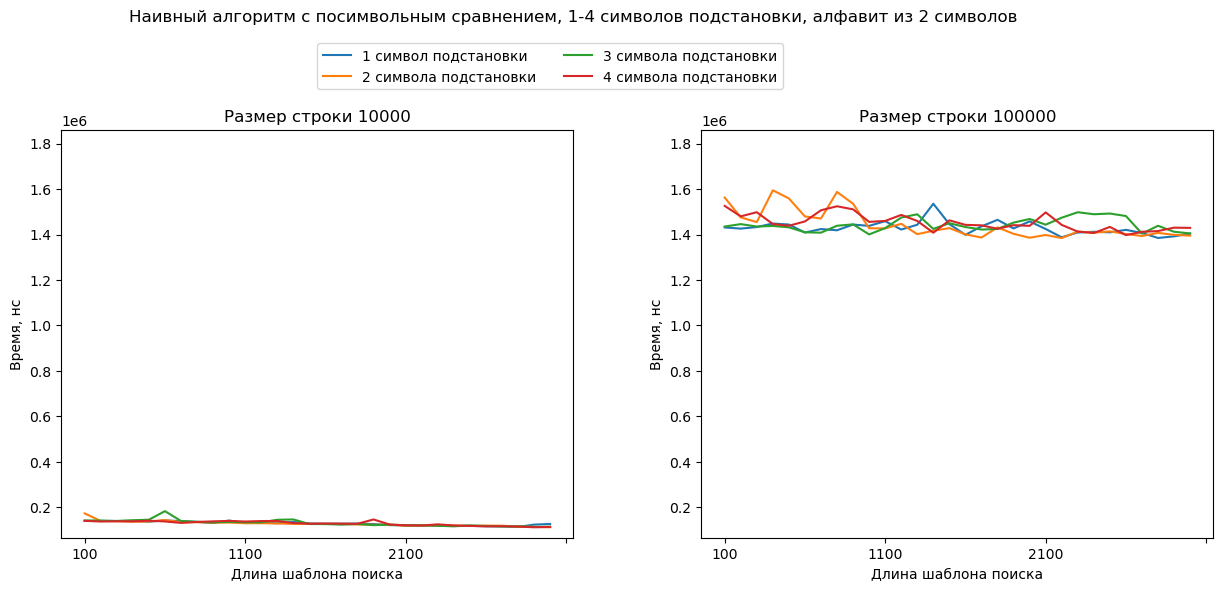 Наивный алгоритм с посимвольным сравнением, 1-4 символов подстановки, алфавит из 2 символов
1 символ подстановки
2 символа подстановки
3 символа подстановки
4 символа подстановки
Размер строки 10000
1e6
1.8
1.6
1.4
1.2
1.0
0.8
0.6
0.4
0.2
Время, нс
100
1100
2100
Длина шаблона поиска
Размер строки 100000
1e6
1.8
1.6
1.4
1.2
1.0
0.8
0.6
0.4
0.2
Время, нс
100
1100
2100
Длина шаблона поиска